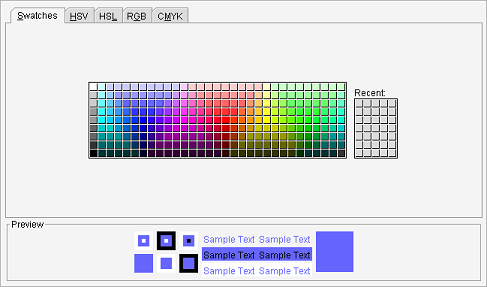 Swatches HSV HSL RGB CMYK
Recent:
Preview
Sample Text Sample Text
Sample Text Sample Text
Sample Text Sample Text